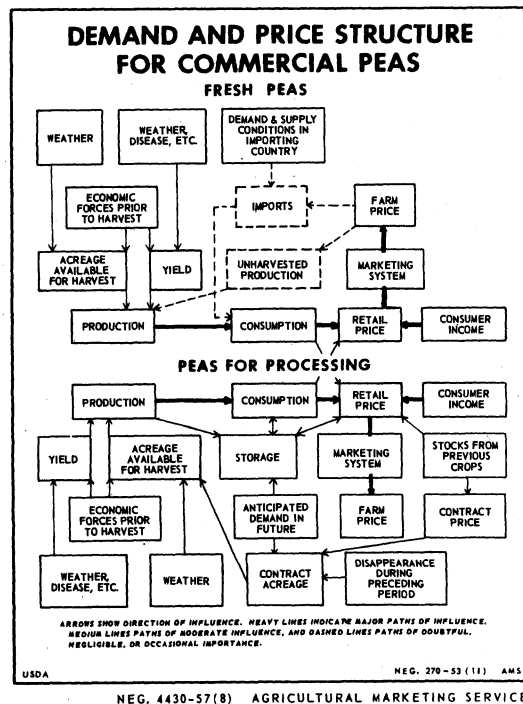 DEMAND AND PRICE STRUCTURE
FOR COMMERCIAL PEAS
FRESH PEAS
WEATHER
WEATHER,
DISEASE, ETC.
DEMAND & SUPPLY
CONDITIONS IN
IMPORTING
COUNTRY
ECONOMIC
FORCES PRIOR
TO HARVEST
IMPORTS
FARM
PRICE
ACREAGE
AVAILABLE
FOR HARVEST
YIELD
UNHARVESTED
PRODUCTION
MARKETING
SYSTEM
PRODUCTION
CONSUMPTION
RETAIL
PRICE
CONSUMER
INCOME
PEAS FOR PROCESSING
PRODUCTION
CONSUMPTION
RETAIL
PRICE
CONSUMER
INCOME
YIELD
ACREAGE
AVAILABLE
FOR HARVEST
STORAGE
MARKETING
SYSTEM
STOCKS FROM
PREVIOUS
CROPS
ECONOMIC
FORCES PRIOR
TO HARVEST
ANTICIPATED
DEMAND IN
FUTURE
FARM
PRICE
CONTRACT
PRICE
WEATHER,
DISEASE, ETC.
WEATHER
CONTRACT
ACREAGE
DISAPPEARANCE
DURING
PRECEDING
PERIOD
ARROWS SHOW DIRECTION OF INFLUENCE. HEAVY LINES INDICATE MAJOR PATHS OF INFLUENCE,
MEDIUM LINES PATHS OF MODERATE INFLUENCE, AND DASHED LINES PATHS OF DOUBTFUL,
NEGLIGIBLE, OR OCCASIONAL IMPORTANCE.
USDA
NEG. 270-53(11) AMS
NEG. 4430-57(8) AGRICULTURAL MARKETING SERVICE